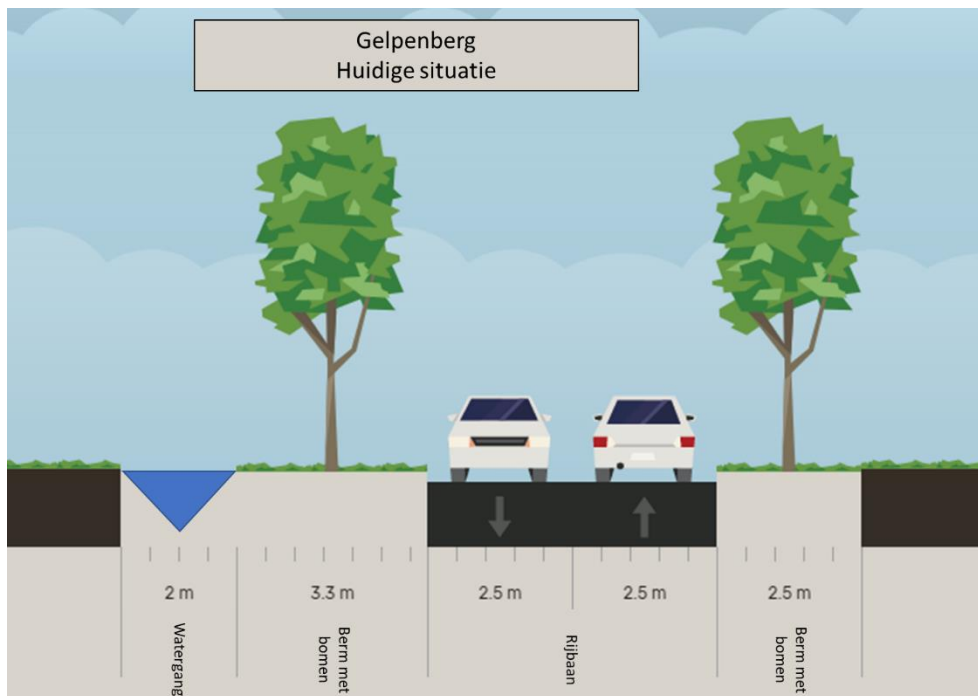 Gelpenberg
Huidige situatie
2 m
3.3 m
2.5 m
2.5 m
2.5 m
Watergang
Berm met
bomen
Rijbaan
Berm met
bomen